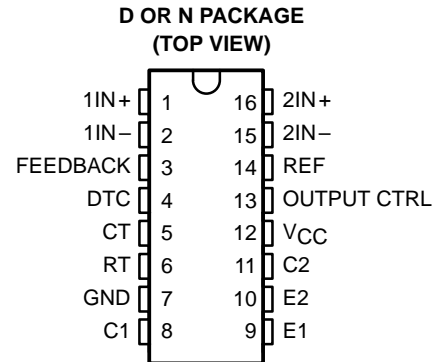 D OR N PACKAGE
(TOP VIEW)
1IN+ 1 16 2IN+
1IN− 2 15 2IN−
FEEDBACK 3 14 REF
DTC 4 13 OUTPUT CTRL
CT 5 12 VCC
RT 6 11 C2
GND 7 10 E2
C1 8 9 E1